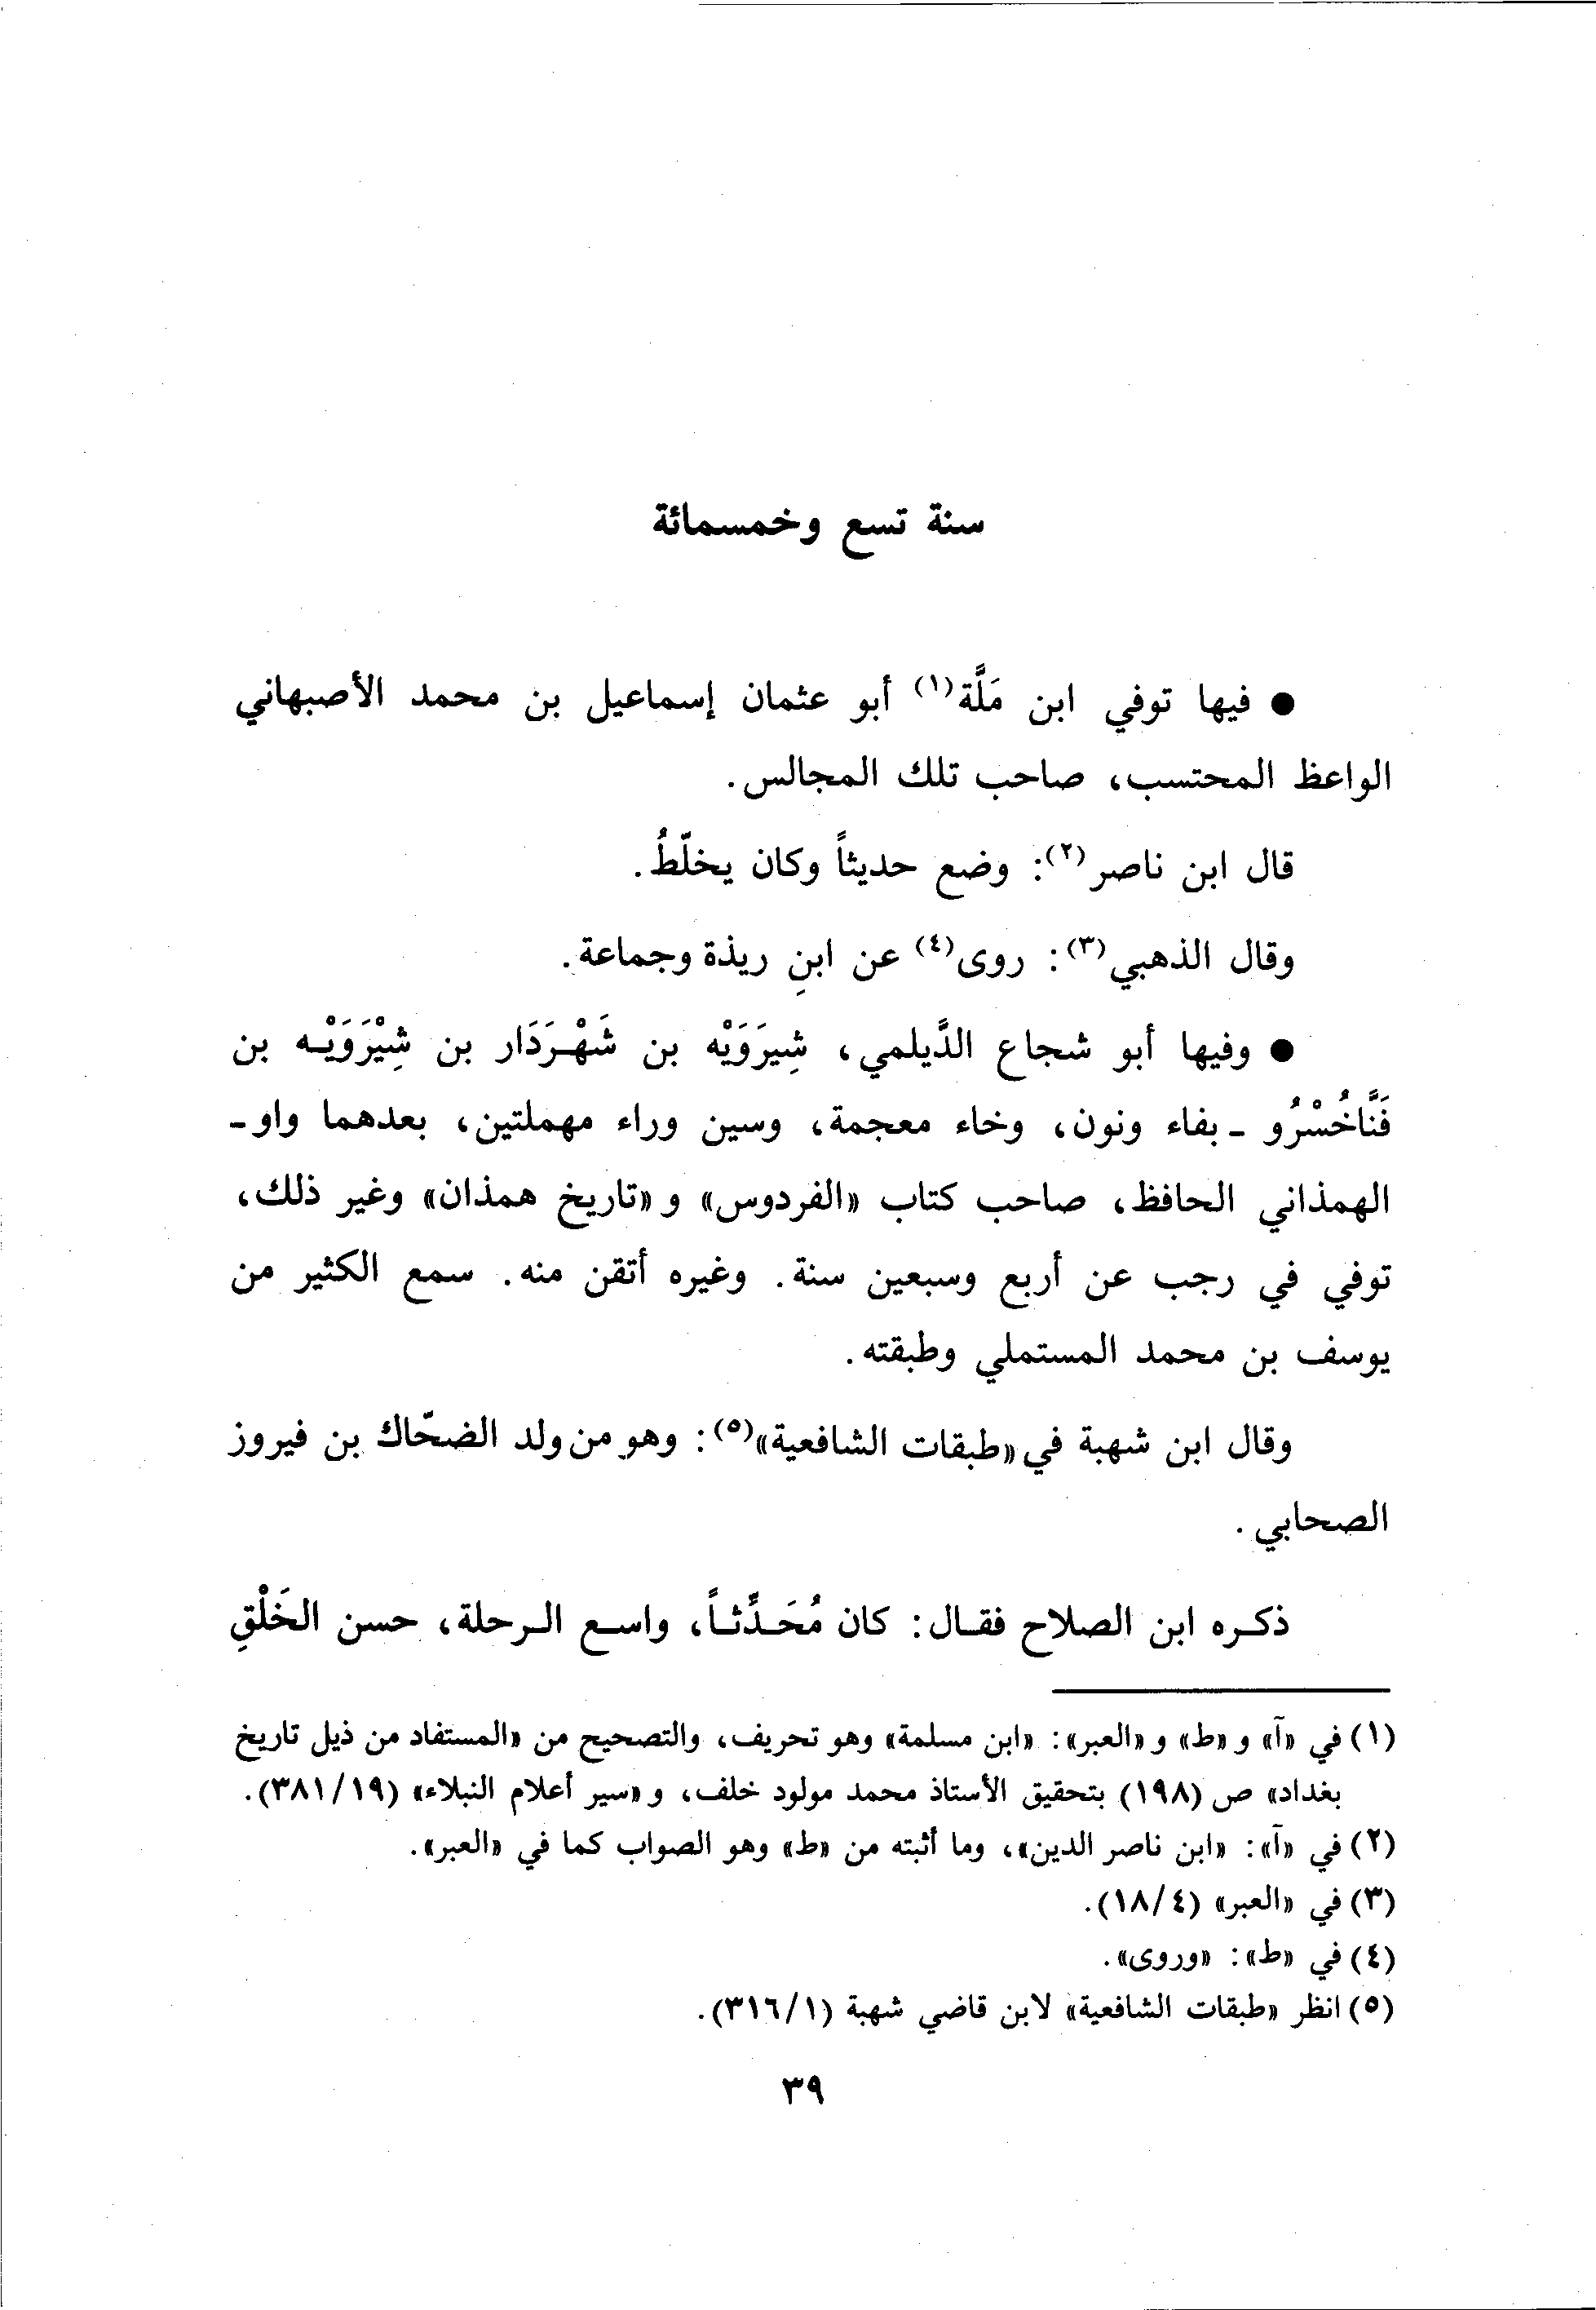 سنة تسع وخمسمائة
● فيها توفي ابن مَلَّة(١) أبو عثمان إسماعيل بن محمد الأصبهاني
الواعظ المحتسب، صاحب تلك المجالس.
قال ابن ناصر(٢): وضع حديثاً وكان يخلّطُ.
وقال الذهبي(٣): روى(٤) عن ابنِ ريذة وجماعة.
● وفيها أبو شجاع الدَّيلمي، شِيرَوَيْه بن شَهْرَدَار بن شِيْرَوَيْه بن
فَنَّاخُسْرُو - بفاء ونون، وخاء معجمة، وسين وراء مهملتين، بعدهما واو -
الهمذاني الحافظ، صاحب كتاب «الفردوس» و «تاريخ همذان» وغير ذلك،
توفي في رجب عن أربع وسبعين سنة. وغيره أتقن منه. سمع الكثير من
يوسف بن محمد المستملي وطبقته.
وقال ابن شهبة في «طبقات الشافعية»(٥): وهو من ولد الضحّاك بن فيروز
الصحابي.
ذكره ابن الصلاح فقال: كان مُحَدِّثاً، واسع الرحلة، حسن الخَلْقِ
(١) في «آ» و «ط» و «العبر»: «ابن مسلمة» وهو تحريف، والتصحيح من «المستفاد من ذيل تاريخ
بغداد» ص (١٩٨) بتحقيق الأستاذ محمد مولود خلف، و «سير أعلام النبلاء» (١٩/٣٨١).
(٢) في «آ»: «ابن ناصر الدين»، وما أثبته من «ط» وهو الصواب كما في «العبر».
(٣) في «العبر» (٤/١٨).
(٤) في «ط»: «وروى».
(٥) انظر «طبقات الشافعية» لابن قاضي شهبة (١/٣١٦).
٣٩